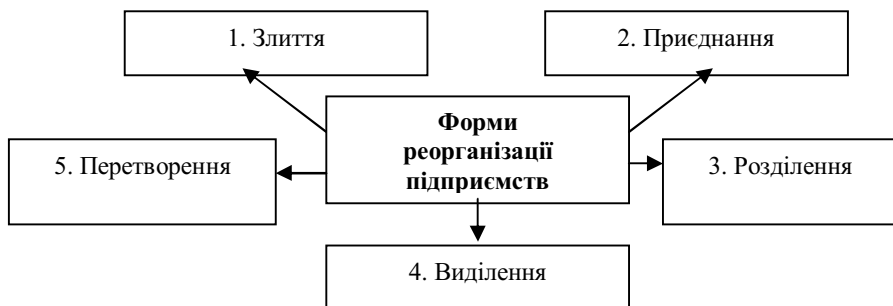 1. Злиття
2. Приєднання
Форми
реорганізації
підприємств
5. Перетворення
3. Розділення
4. Виділення